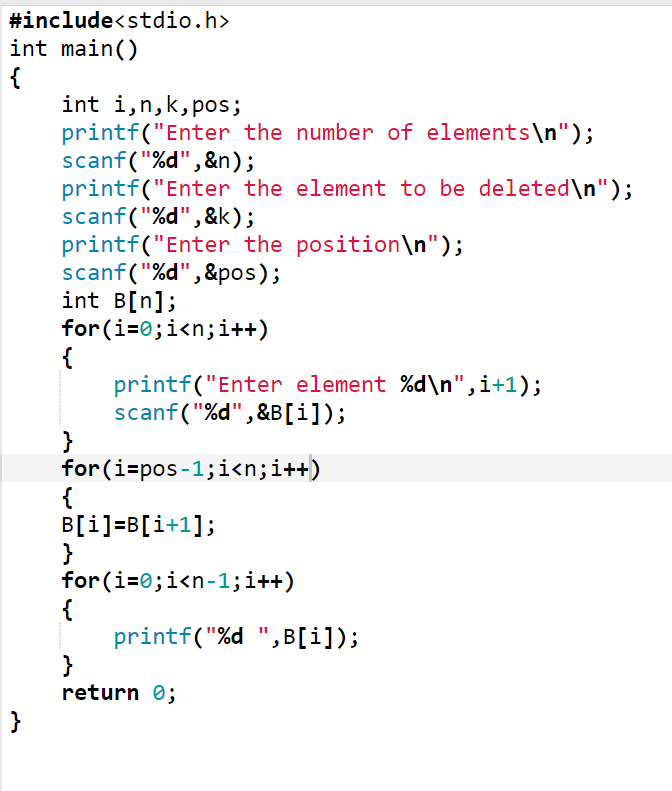 #include<stdio.h>
int main()
{
    int i,n,k,pos;
    printf("Enter the number of elements\n");
    scanf("%d",&n);
    printf("Enter the element to be deleted\n");
    scanf("%d",&k);
    printf("Enter the position\n");
    scanf("%d",&pos);
    int B[n];
    for(i=0;i<n;i++)
    {
        printf("Enter element %d\n",i+1);
        scanf("%d",&B[i]);
    }
    for(i=pos-1;i<n;i++)
    {
    B[i]=B[i+1];
    }
    for(i=0;i<n-1;i++)
    {
        printf("%d ",B[i]);
    }
    return 0;
}